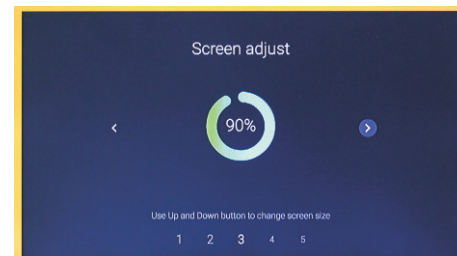 Screen adjust
90%
Use Up and Down button to change screen size
1 2 3 4 5